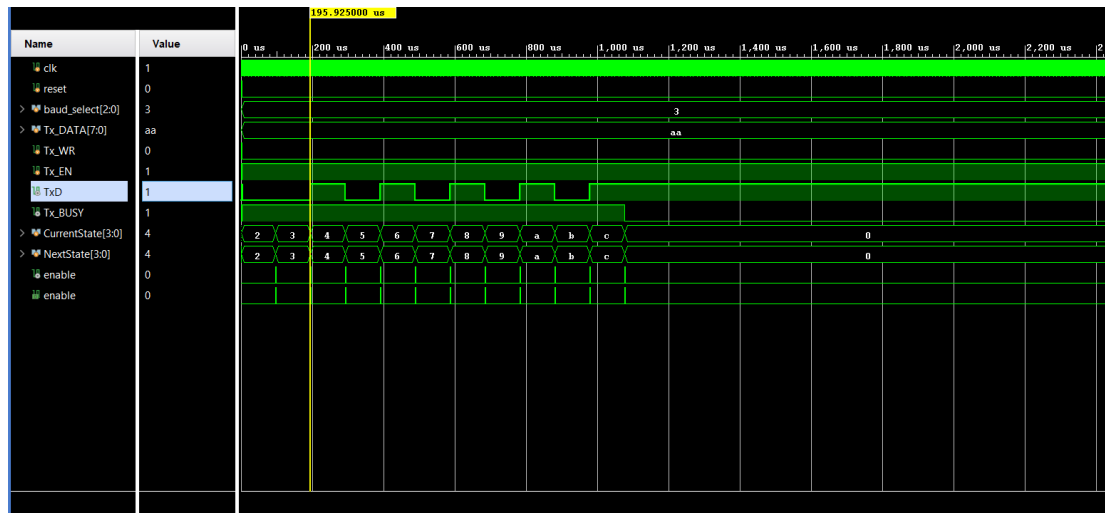 195.925000 us
Name Value 0 us 200 us 400 us 600 us 800 us 1,000 us 1,200 us 1,400 us 1,600 us 1,800 us 2,000 us 2,200 us 2
clk 1
reset 0
baud_select[2:0] 3 3
Tx_DATA[7:0] aa aa
Tx_WR 0
Tx_EN 1
TxD 1
Tx_BUSY 1
CurrentState[3:0] 4 2 3 4 5 6 7 8 9 a b c 0
NextState[3:0] 4 2 3 4 5 6 7 8 9 a b c 0
enable 0
enable 0